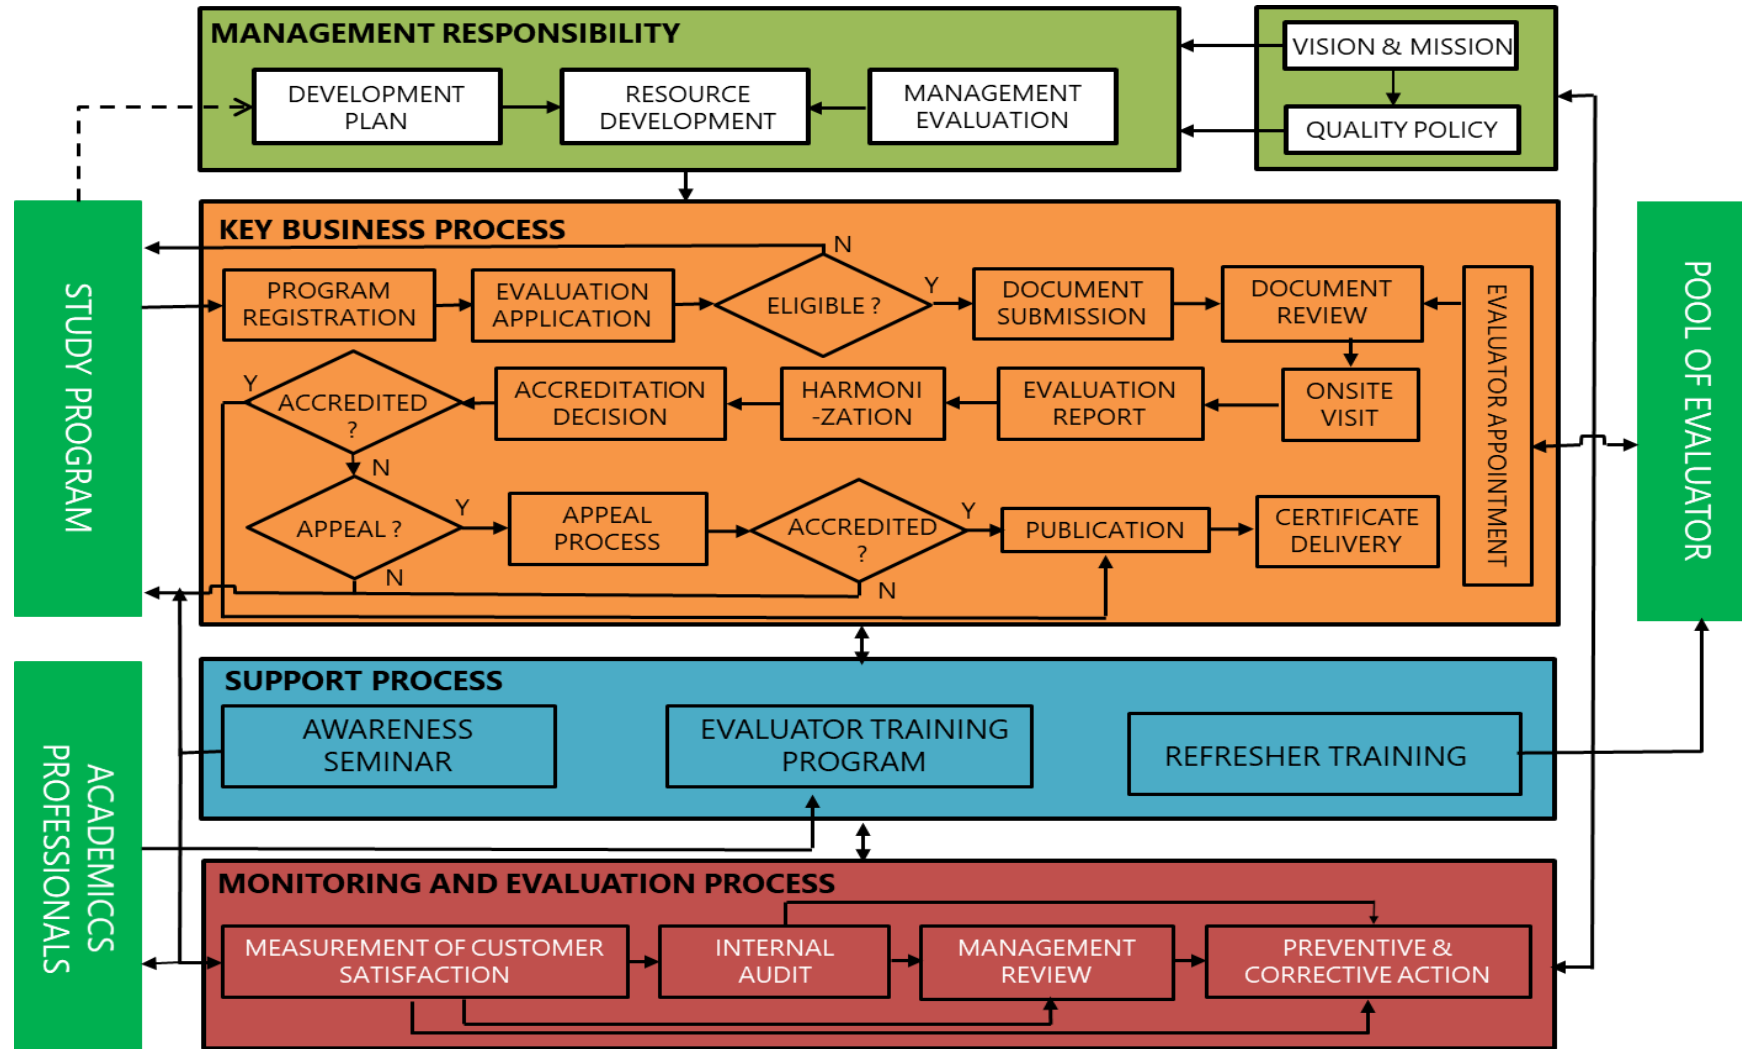 MANAGEMENT RESPONSIBILITY
DEVELOPMENT
PLAN
RESOURCE
DEVELOPMENT
MANAGEMENT
EVALUATION
VISION & MISSION
QUALITY POLICY
STUDY PROGRAM
KEY BUSINESS PROCESS
N
PROGRAM
REGISTRATION
EVALUATION
APPLICATION
ELIGIBLE ?
Y
DOCUMENT
SUBMISSION
DOCUMENT
REVIEW
EVALUATOR APPOINTMENT
POOL OF EVALUATOR
Y
ACCREDITED
?
ACCREDITATION
DECISION
HARMONI
-ZATION
EVALUATION
REPORT
ONSITE
VISIT
N
APPEAL ?
Y
APPEAL
PROCESS
ACCREDITED
?
Y
PUBLICATION
CERTIFICATE
DELIVERY
N
N
SUPPORT PROCESS
AWARENESS
SEMINAR
EVALUATOR TRAINING
PROGRAM
REFRESHER TRAINING
ACADEMICCS
PROFESSIONALS
MONITORING AND EVALUATION PROCESS
MEASUREMENT OF CUSTOMER
SATISFACTION
INTERNAL
AUDIT
MANAGEMENT
REVIEW
PREVENTIVE &
CORRECTIVE ACTION